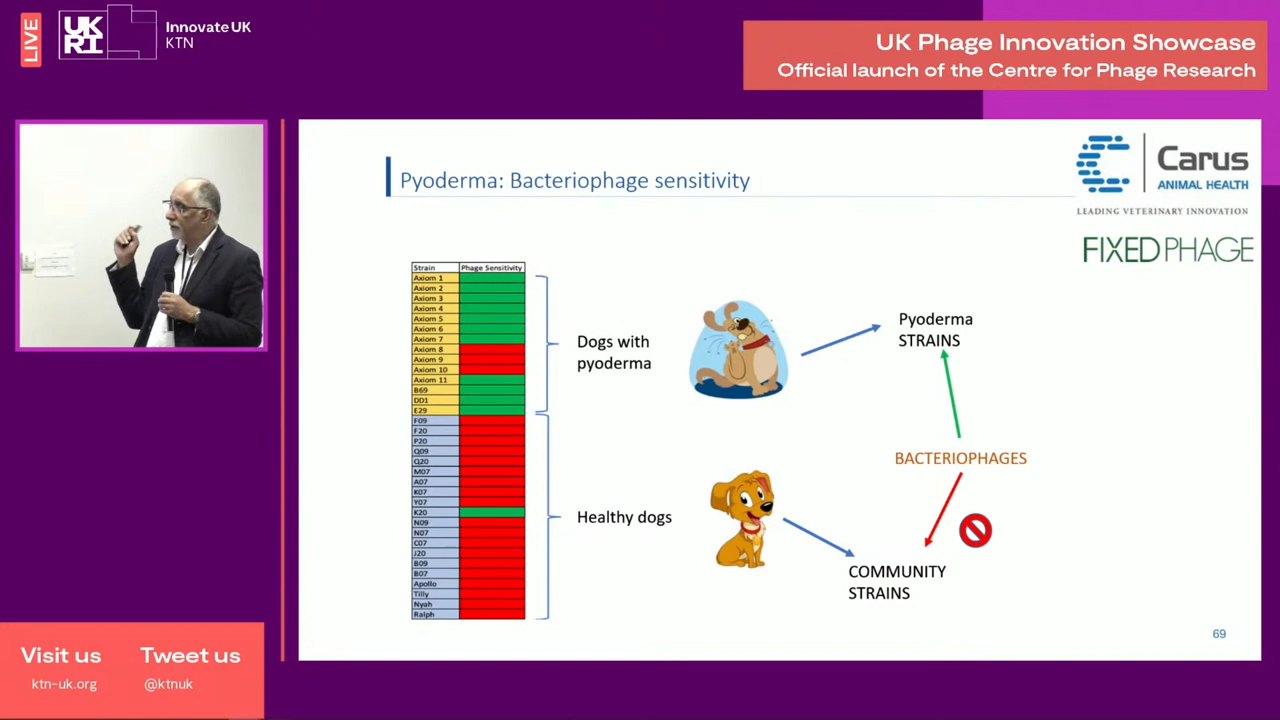 LIVE
UK
RI
Innovate UK
KTN
UK Phage Innovation Showcase
Official launch of the Centre for Phage Research
Carus
ANIMAL HEALTH
LEADING VETERINARY INNOVATION
FIXEDPHAGE
Pyoderma: Bacteriophage sensitivity
Strain Phage Sensitivity
Axiom 1
Axiom 2
Axiom 3
Axiom 4
Axiom 5
Axiom 6
Axiom 7
Axiom 8
Axiom 9
Axiom 10
Axiom 11
B69
DD1
E29
F09
F20
P20
Q09
Q20
M07
A07
K07
Y07
K20
N09
N07
C07
J20
B09
B07
Apollo
Tilly
Nyah
Ralph
Dogs with
pyoderma
Healthy dogs
Pyoderma
STRAINS
BACTERIOPHAGES
COMMUNITY
STRAINS
69
Visit us
ktn-uk.org
Tweet us
@ktnuk